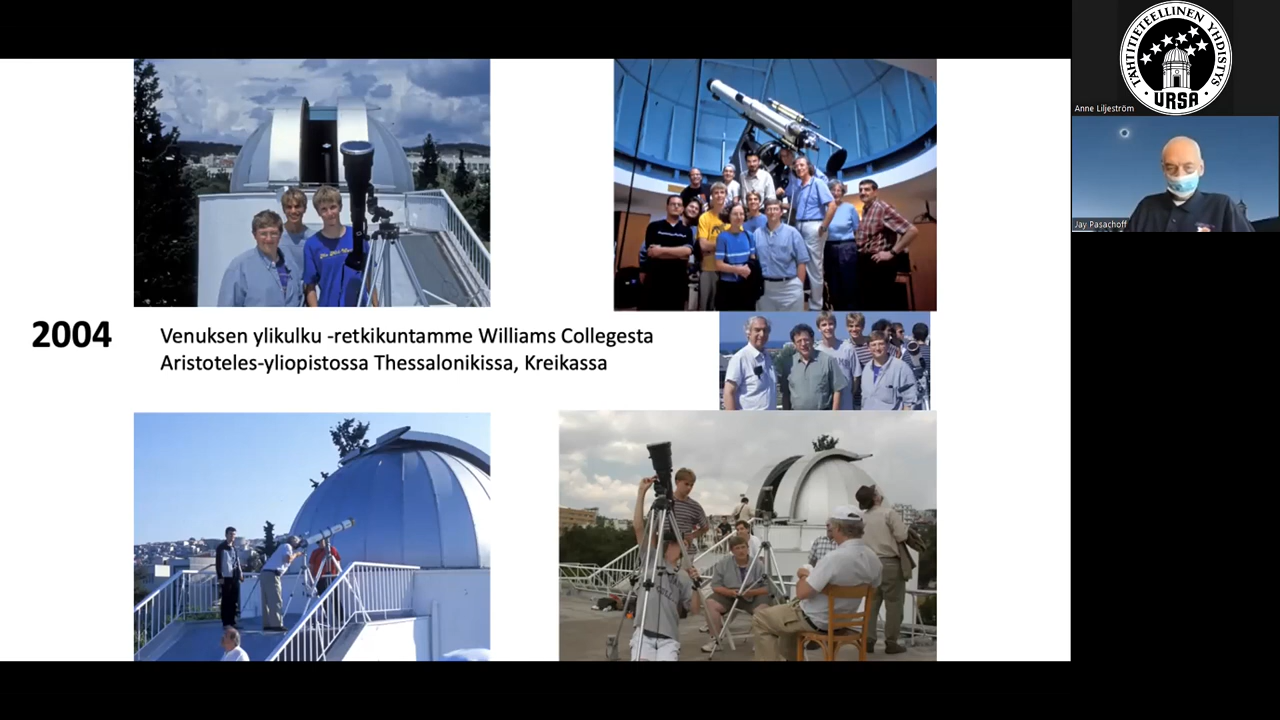 TÄHTITIETEELLINEN YHDISTYS
URSA
Anne Liljeström
Jay Pasachoff
2004
Venuksen ylikulku -retkikuntamme Williams Collegesta
Aristoteles-yliopistossa Thessalonikissa, Kreikassa